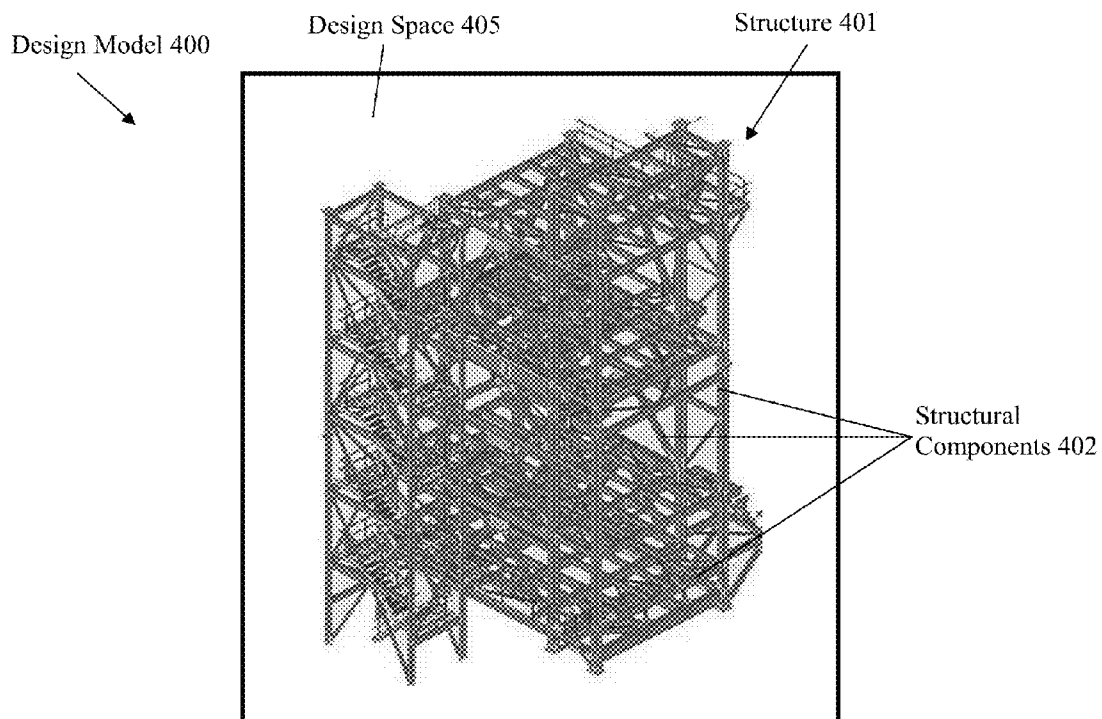 Design Model 400
Design Space 405
Structure 401
Structural
Components 402